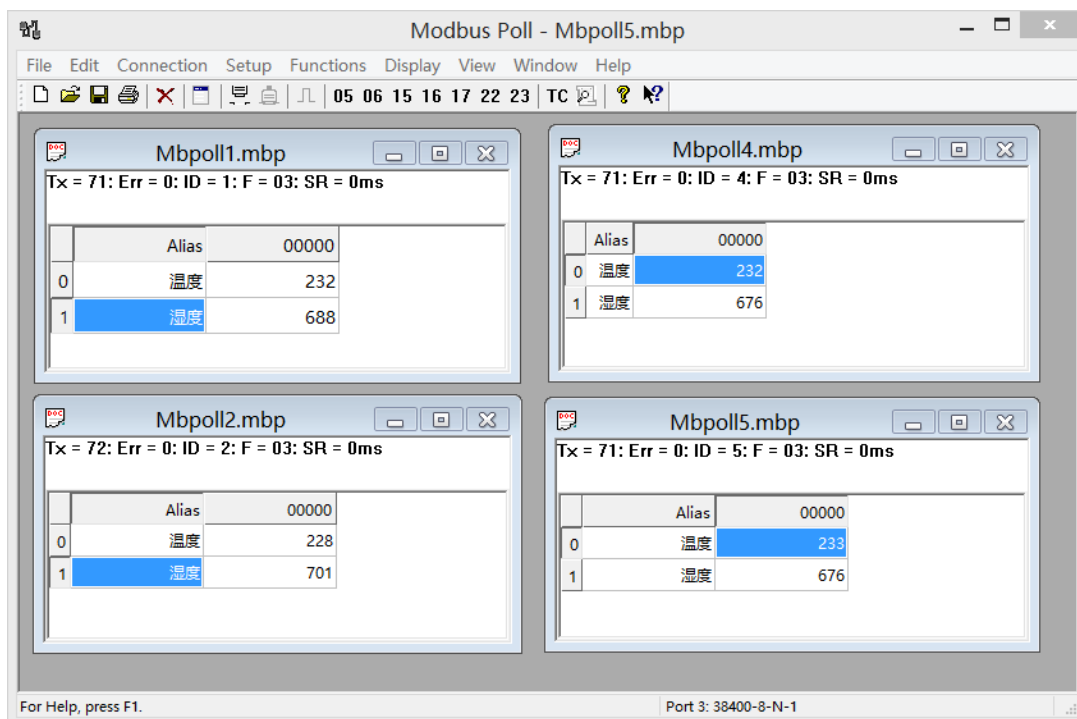 Modbus Poll - Mbpoll5.mbp
File Edit Connection Setup Functions Display View Window Help
05 06 15 16 17 22 23 TC
Mbpoll1.mbp
Tx = 71: Err = 0: ID = 1: F = 03: SR = 0ms
Alias 00000
0 温度 232
1 湿度 688
Mbpoll4.mbp
Tx = 71: Err = 0: ID = 4: F = 03: SR = 0ms
Alias 00000
0 温度 232
1 湿度 676
Mbpoll2.mbp
Tx = 72: Err = 0: ID = 2: F = 03: SR = 0ms
Alias 00000
0 温度 228
1 湿度 701
Mbpoll5.mbp
Tx = 71: Err = 0: ID = 5: F = 03: SR = 0ms
Alias 00000
0 温度 233
1 湿度 676
For Help, press F1. Port 3: 38400-8-N-1